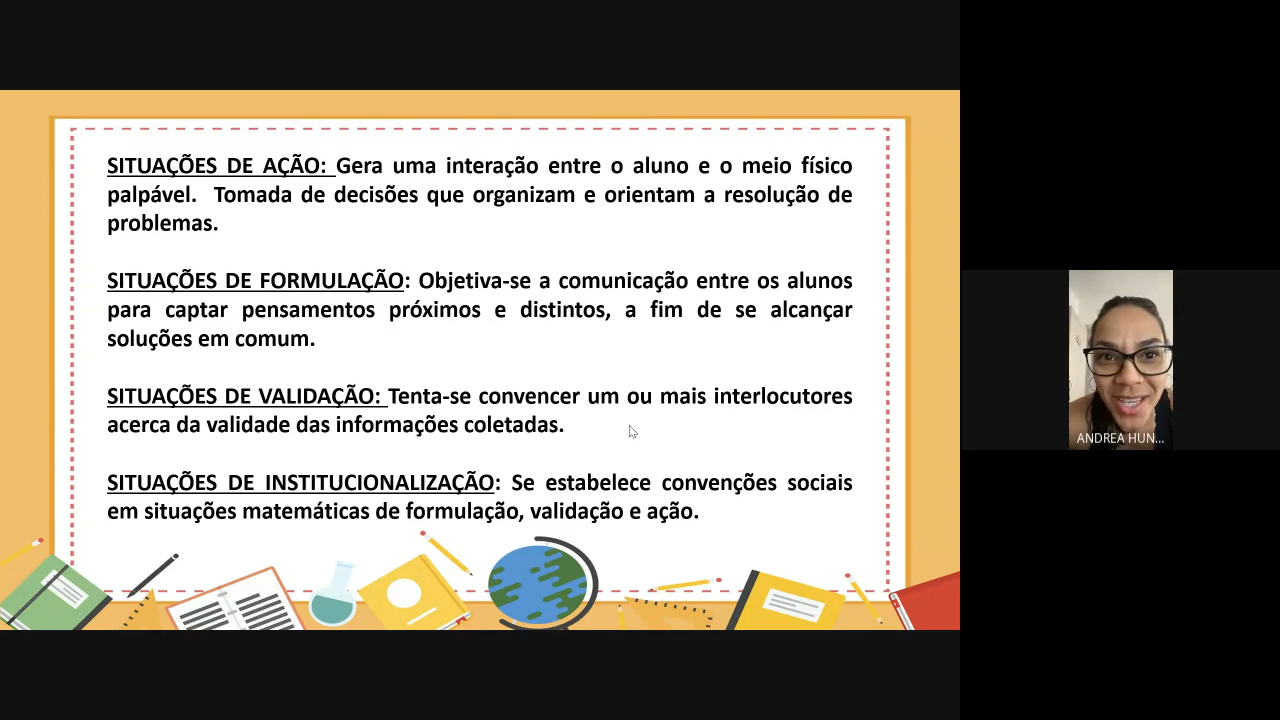 SITUAÇÕES DE AÇÃO: Gera uma interação entre o aluno e o meio físico
palpável. Tomada de decisões que organizam e orientam a resolução de
problemas.
SITUAÇÕES DE FORMULAÇÃO: Objetiva-se a comunicação entre os alunos
para captar pensamentos próximos e distintos, a fim de se alcançar
soluções em comum.
SITUAÇÕES DE VALIDAÇÃO: Tenta-se convencer um ou mais interlocutores
acerca da validade das informações coletadas.
SITUAÇÕES DE INSTITUCIONALIZAÇÃO: Se estabelece convenções sociais
em situações matemáticas de formulação, validação e ação.
ANDREA HUN...